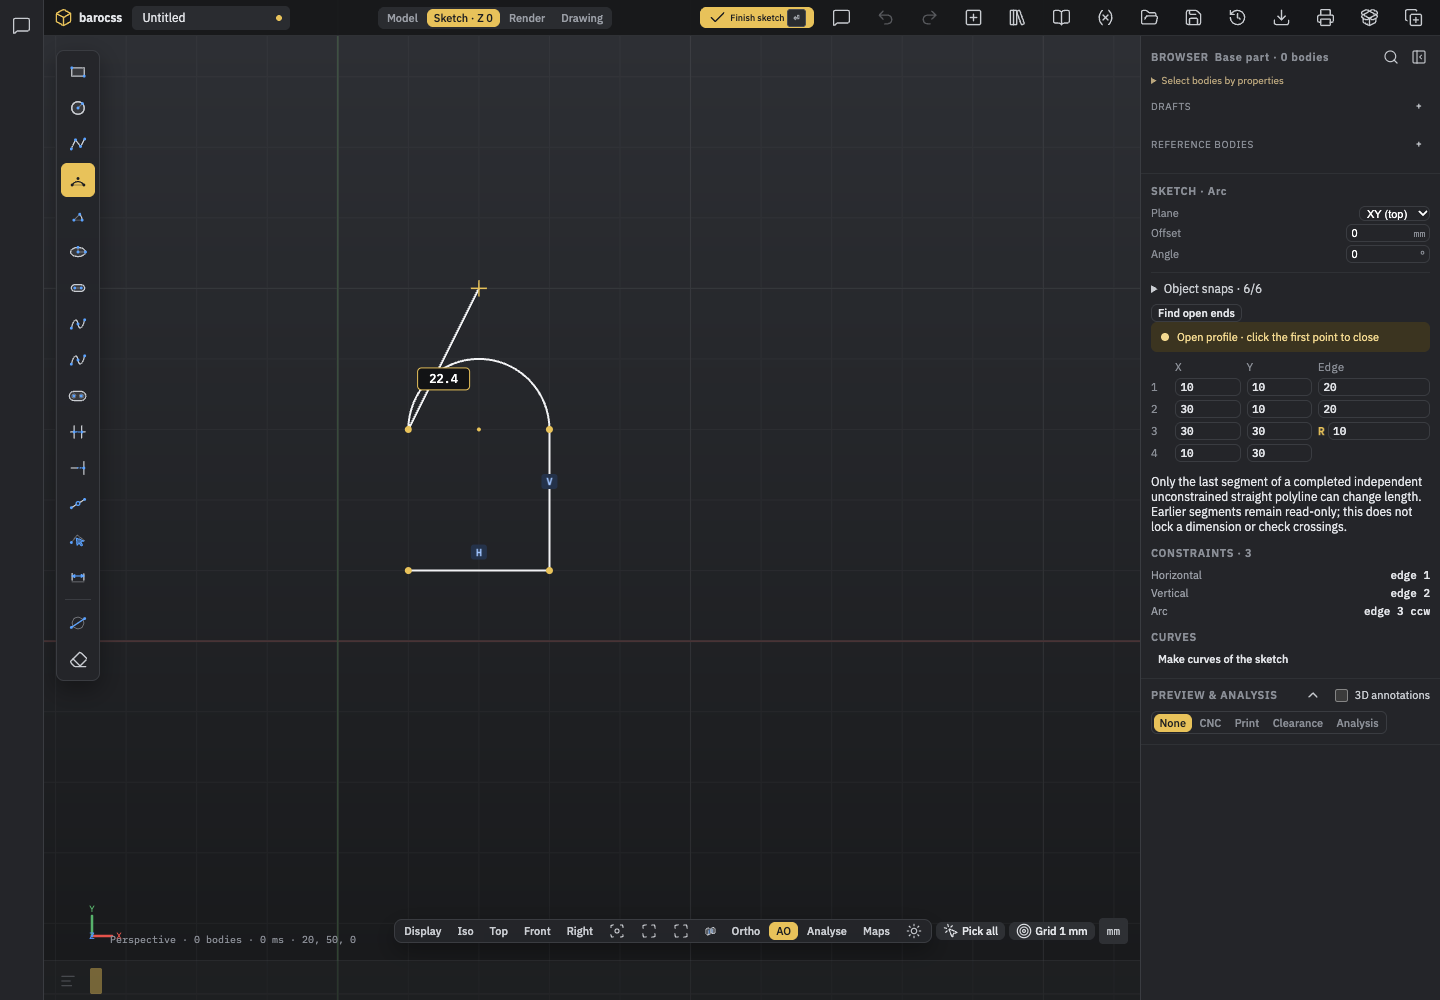 barocss
Untitled
Model
Sketch · Z 0
Render
Drawing
Finish sketch
BROWSER Base part · 0 bodies
Select bodies by properties
DRAFTS +
REFERENCE BODIES +
SKETCH · Arc
Plane XY (top)
Offset 0 mm
Angle 0 °
Object snaps · 6/6
Find open ends
Open profile · click the first point to close
X Y Edge
1 10 10 20
2 30 10 20
3 30 30 R 10
4 10 30
Only the last segment of a completed independent
unconstrained straight polyline can change length.
Earlier segments remain read-only; this does not
lock a dimension or check crossings.
CONSTRAINTS · 3
Horizontal edge 1
Vertical edge 2
Arc edge 3 ccw
CURVES
Make curves of the sketch
PREVIEW & ANALYSIS
3D annotations
None CNC Print Clearance Analysis
22.4
V
H
Y
X
Z
Perspective · 0 bodies · 0 ms · 20, 50, 0
Display Iso Top Front Right Ortho AO Analyse Maps
Pick all
Grid 1 mm
mm